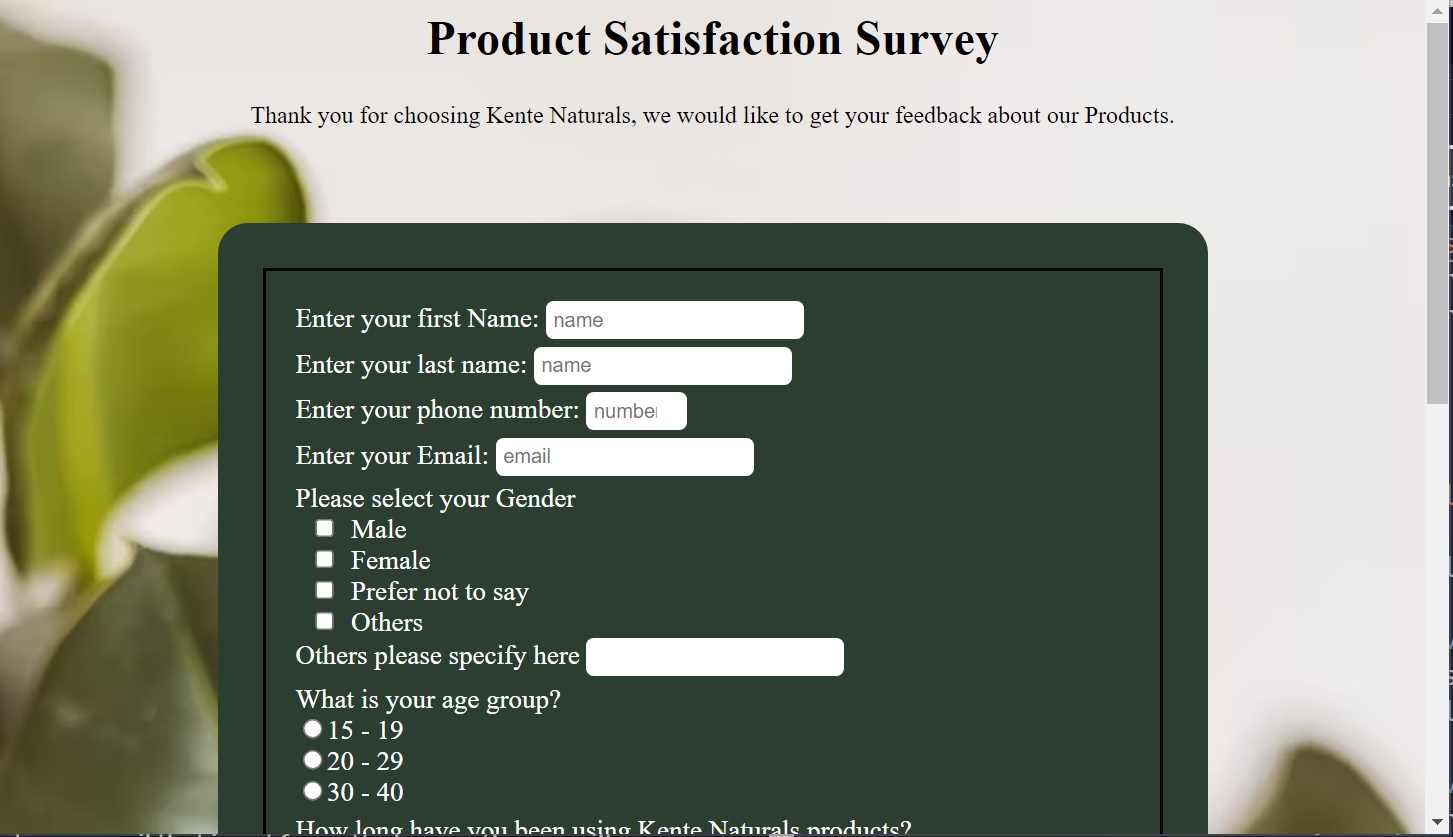 Product Satisfaction Survey
Thank you for choosing Kente Naturals, we would like to get your feedback about our Products.
Enter your first Name: name
Enter your last name: name
Enter your phone number: number
Enter your Email: email
Please select your Gender
Male
Female
Prefer not to say
Others
Others please specify here
What is your age group?
15 - 19
20 - 29
30 - 40
How long have you been using Kente Naturals products?